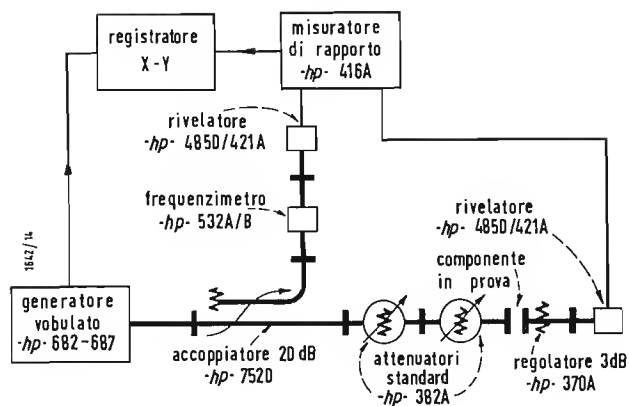 registratore
X-Y
misuratore
di rapporto
-hp- 416A
rivelatore
-hp- 485D/421A
frequenzimetro
-hp- 532A/B
rivelatore
-hp- 485D/421A
componente
in prova
1642/14
generatore
vobulato
-hp- 682-687
accoppiatore 20 dB
-hp- 752D
attenuatori
standard
-hp- 382A
regolatore 3dB
-hp- 370A